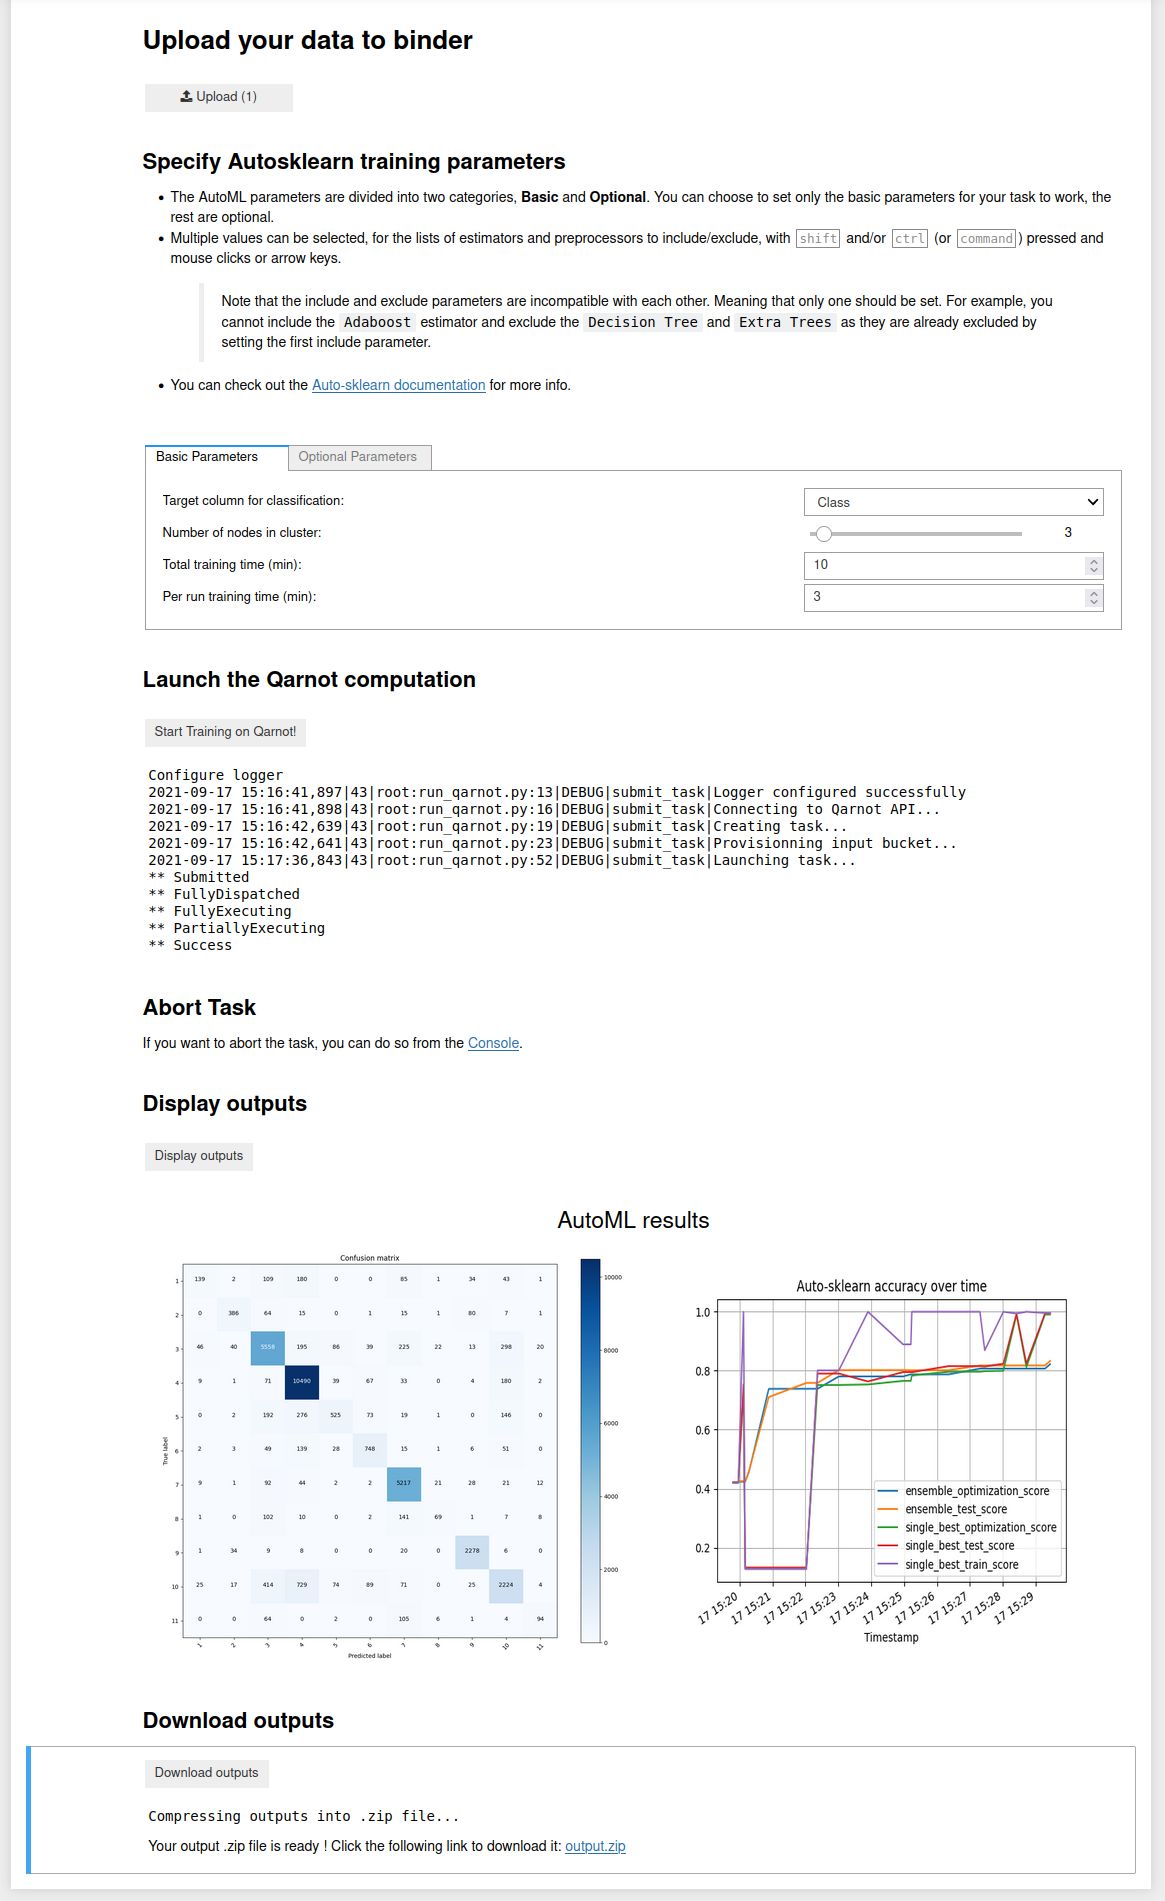 Upload your data to binder
Upload (1)
Specify Autosklearn training parameters
• The AutoML parameters are divided into two categories, Basic and Optional. You can choose to set only the basic parameters for your task to work, the
rest are optional.
• Multiple values can be selected, for the lists of estimators and preprocessors to include/exclude, with shift and/or ctrl (or command) pressed and
mouse clicks or arrow keys.
Note that the include and exclude parameters are incompatible with each other. Meaning that only one should be set. For example, you
cannot include the Adaboost estimator and exclude the Decision Tree and Extra Trees as they are already excluded by
setting the first include parameter.
• You can check out the Auto-sklearn documentation for more info.
Basic Parameters Optional Parameters
Target column for classification: Class
Number of nodes in cluster: 3
Total training time (min): 10
Per run training time (min): 3
Launch the Qarnot computation
Start Training on Qarnot!
Configure logger
2021-09-17 15:16:41,897|43|root:run_qarnot.py:13|DEBUG|submit_task|Logger configured successfully
2021-09-17 15:16:41,898|43|root:run_qarnot.py:16|DEBUG|submit_task|Connecting to Qarnot API...
2021-09-17 15:16:42,639|43|root:run_qarnot.py:19|DEBUG|submit_task|Creating task...
2021-09-17 15:16:42,641|43|root:run_qarnot.py:23|DEBUG|submit_task|Provisionning input bucket...
2021-09-17 15:17:36,843|43|root:run_qarnot.py:52|DEBUG|submit_task|Launching task...
** Submitted
** FullyDispatched
** FullyExecuting
** PartiallyExecuting
** Success
Abort Task
If you want to abort the task, you can do so from the Console.
Display outputs
Display outputs
AutoML results
Confusion matrix
1 139 2 109 180 0 0 85 1 34 43 1
2 0 386 64 15 0 1 15 1 80 7 1
3 46 40 5558 195 86 39 225 22 13 298 20
4 9 1 71 10490 39 67 33 0 4 180 2
5 0 2 192 276 525 73 19 1 0 146 0
6 2 3 49 139 28 748 15 1 6 51 0
7 9 1 92 44 2 2 5217 21 28 21 12
8 1 0 102 10 0 2 141 69 1 7 8
9 1 34 9 8 0 0 20 0 2278 6 0
10 25 17 414 729 74 89 71 0 25 2224 4
11 0 0 64 0 2 0 105 6 1 4 94
1 2 3 4 5 6 7 8 9 10 11
True label
Predicted label
10000
8000
6000
4000
2000
0
Auto-sklearn accuracy over time
1.0
0.8
0.6
0.4
0.2
ensemble_optimization_score
ensemble_test_score
single_best_optimization_score
single_best_test_score
single_best_train_score
17 15:20 17 15:21 17 15:22 17 15:23 17 15:24 17 15:25 17 15:26 17 15:27 17 15:28 17 15:29
Timestamp
Download outputs
Download outputs
Compressing outputs into .zip file...
Your output .zip file is ready ! Click the following link to download it: output.zip